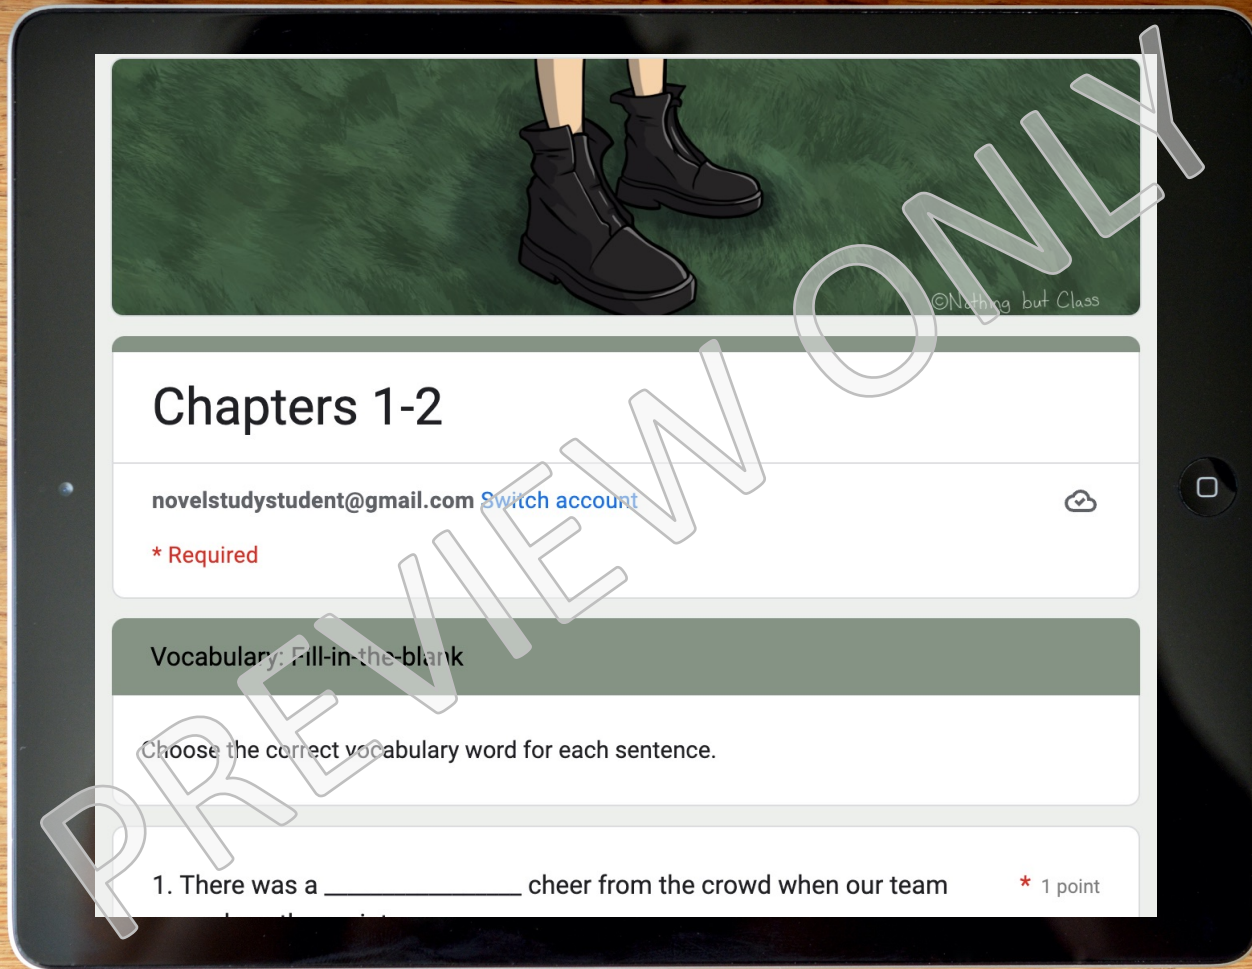 ©Nothing but Class
Chapters 1-2
novelstudystudent@gmail.com Switch account
* Required
Vocabulary: Fill-in-the-blank
Choose the correct vocabulary word for each sentence.
1. There was a ________________ cheer from the crowd when our team * 1 point
PREVIEW ONLY